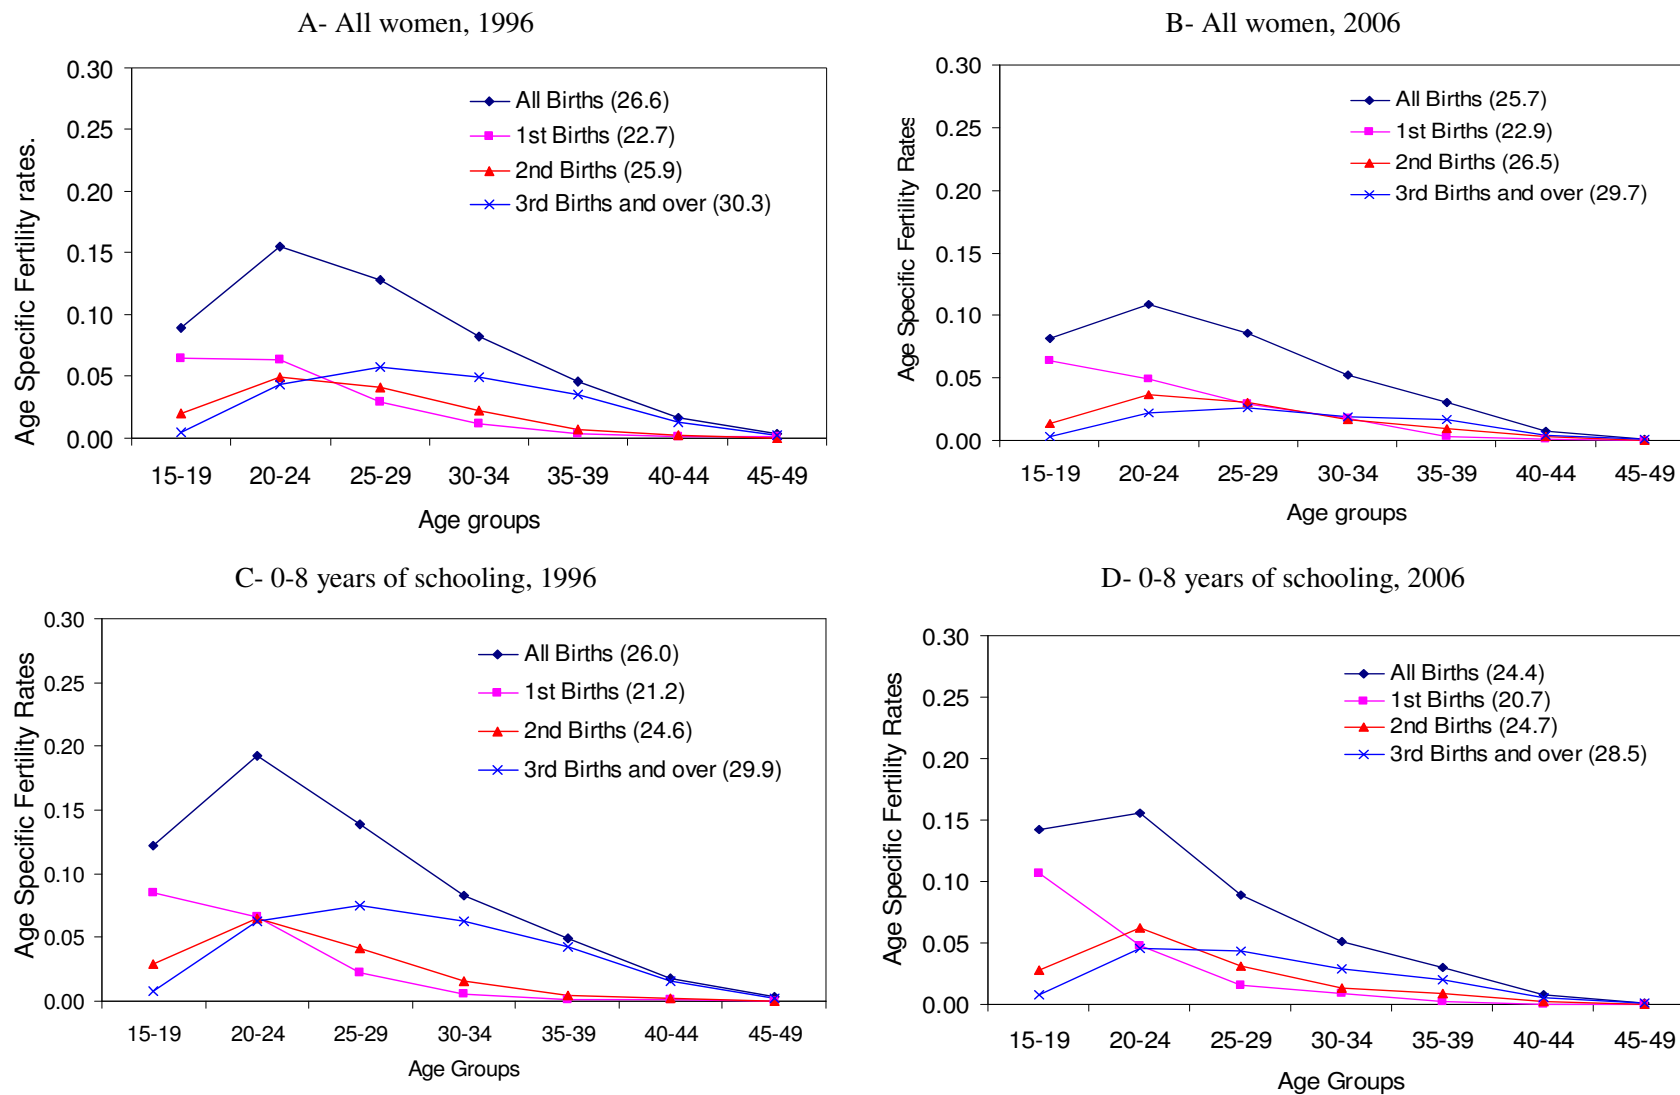 A- All women, 1996
Age Specific Fertility rates.
0.30
0.25
0.20
0.15
0.10
0.05
0.00
All Births (26.6)
1st Births (22.7)
2nd Births (25.9)
3rd Births and over (30.3)
15-19 20-24 25-29 30-34 35-39 40-44 45-49
Age groups
B- All women, 2006
Age Specific Fertility Rates
0.30
0.25
0.20
0.15
0.10
0.05
0.00
All Births (25.7)
1st Births (22.9)
2nd Births (26.5)
3rd Births and over (29.7)
15-19 20-24 25-29 30-34 35-39 40-44 45-49
Age groups
C- 0-8 years of schooling, 1996
Age Specific Fertility Rates
0.30
0.25
0.20
0.15
0.10
0.05
0.00
All Births (26.0)
1st Births (21.2)
2nd Births (24.6)
3rd Births and over (29.9)
15-19 20-24 25-29 30-34 35-39 40-44 45-49
Age Groups
D- 0-8 years of schooling, 2006
Age Specific Fertility Rates
0.30
0.25
0.20
0.15
0.10
0.05
0.00
All Births (24.4)
1st Births (20.7)
2nd Births (24.7)
3rd Births and over (28.5)
15-19 20-24 25-29 30-34 35-39 40-44 45-49
Age Groups